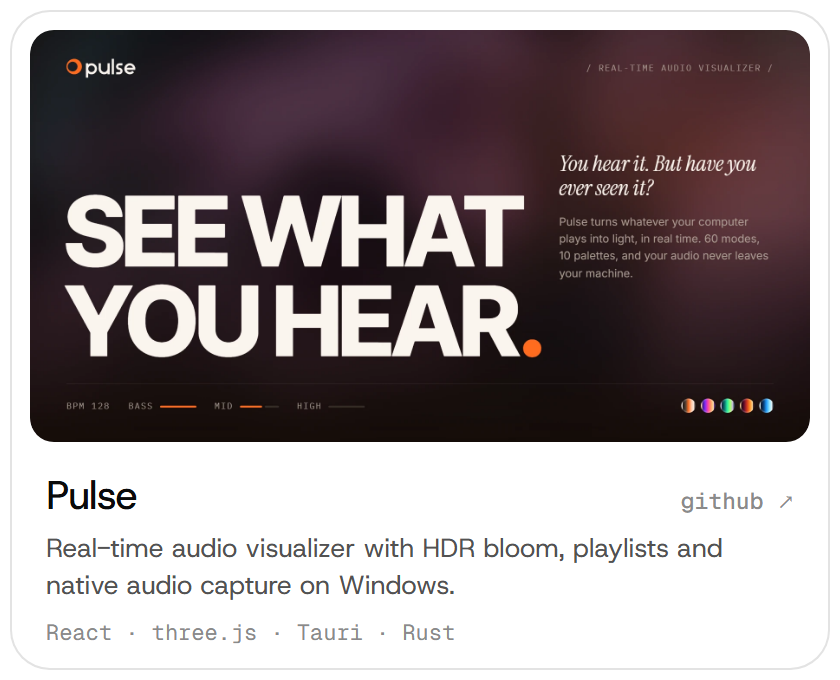 pulse
/ REAL-TIME AUDIO VISUALIZER /
You hear it. But have you
ever seen it?
SEE WHAT
YOU HEAR.
Pulse turns whatever your computer
plays into light, in real time. 60 modes,
10 palettes, and your audio never leaves
your machine.
BPM 128 BASS MID HIGH
Pulse
github ↗
Real-time audio visualizer with HDR bloom, playlists and
native audio capture on Windows.
React · three.js · Tauri · Rust